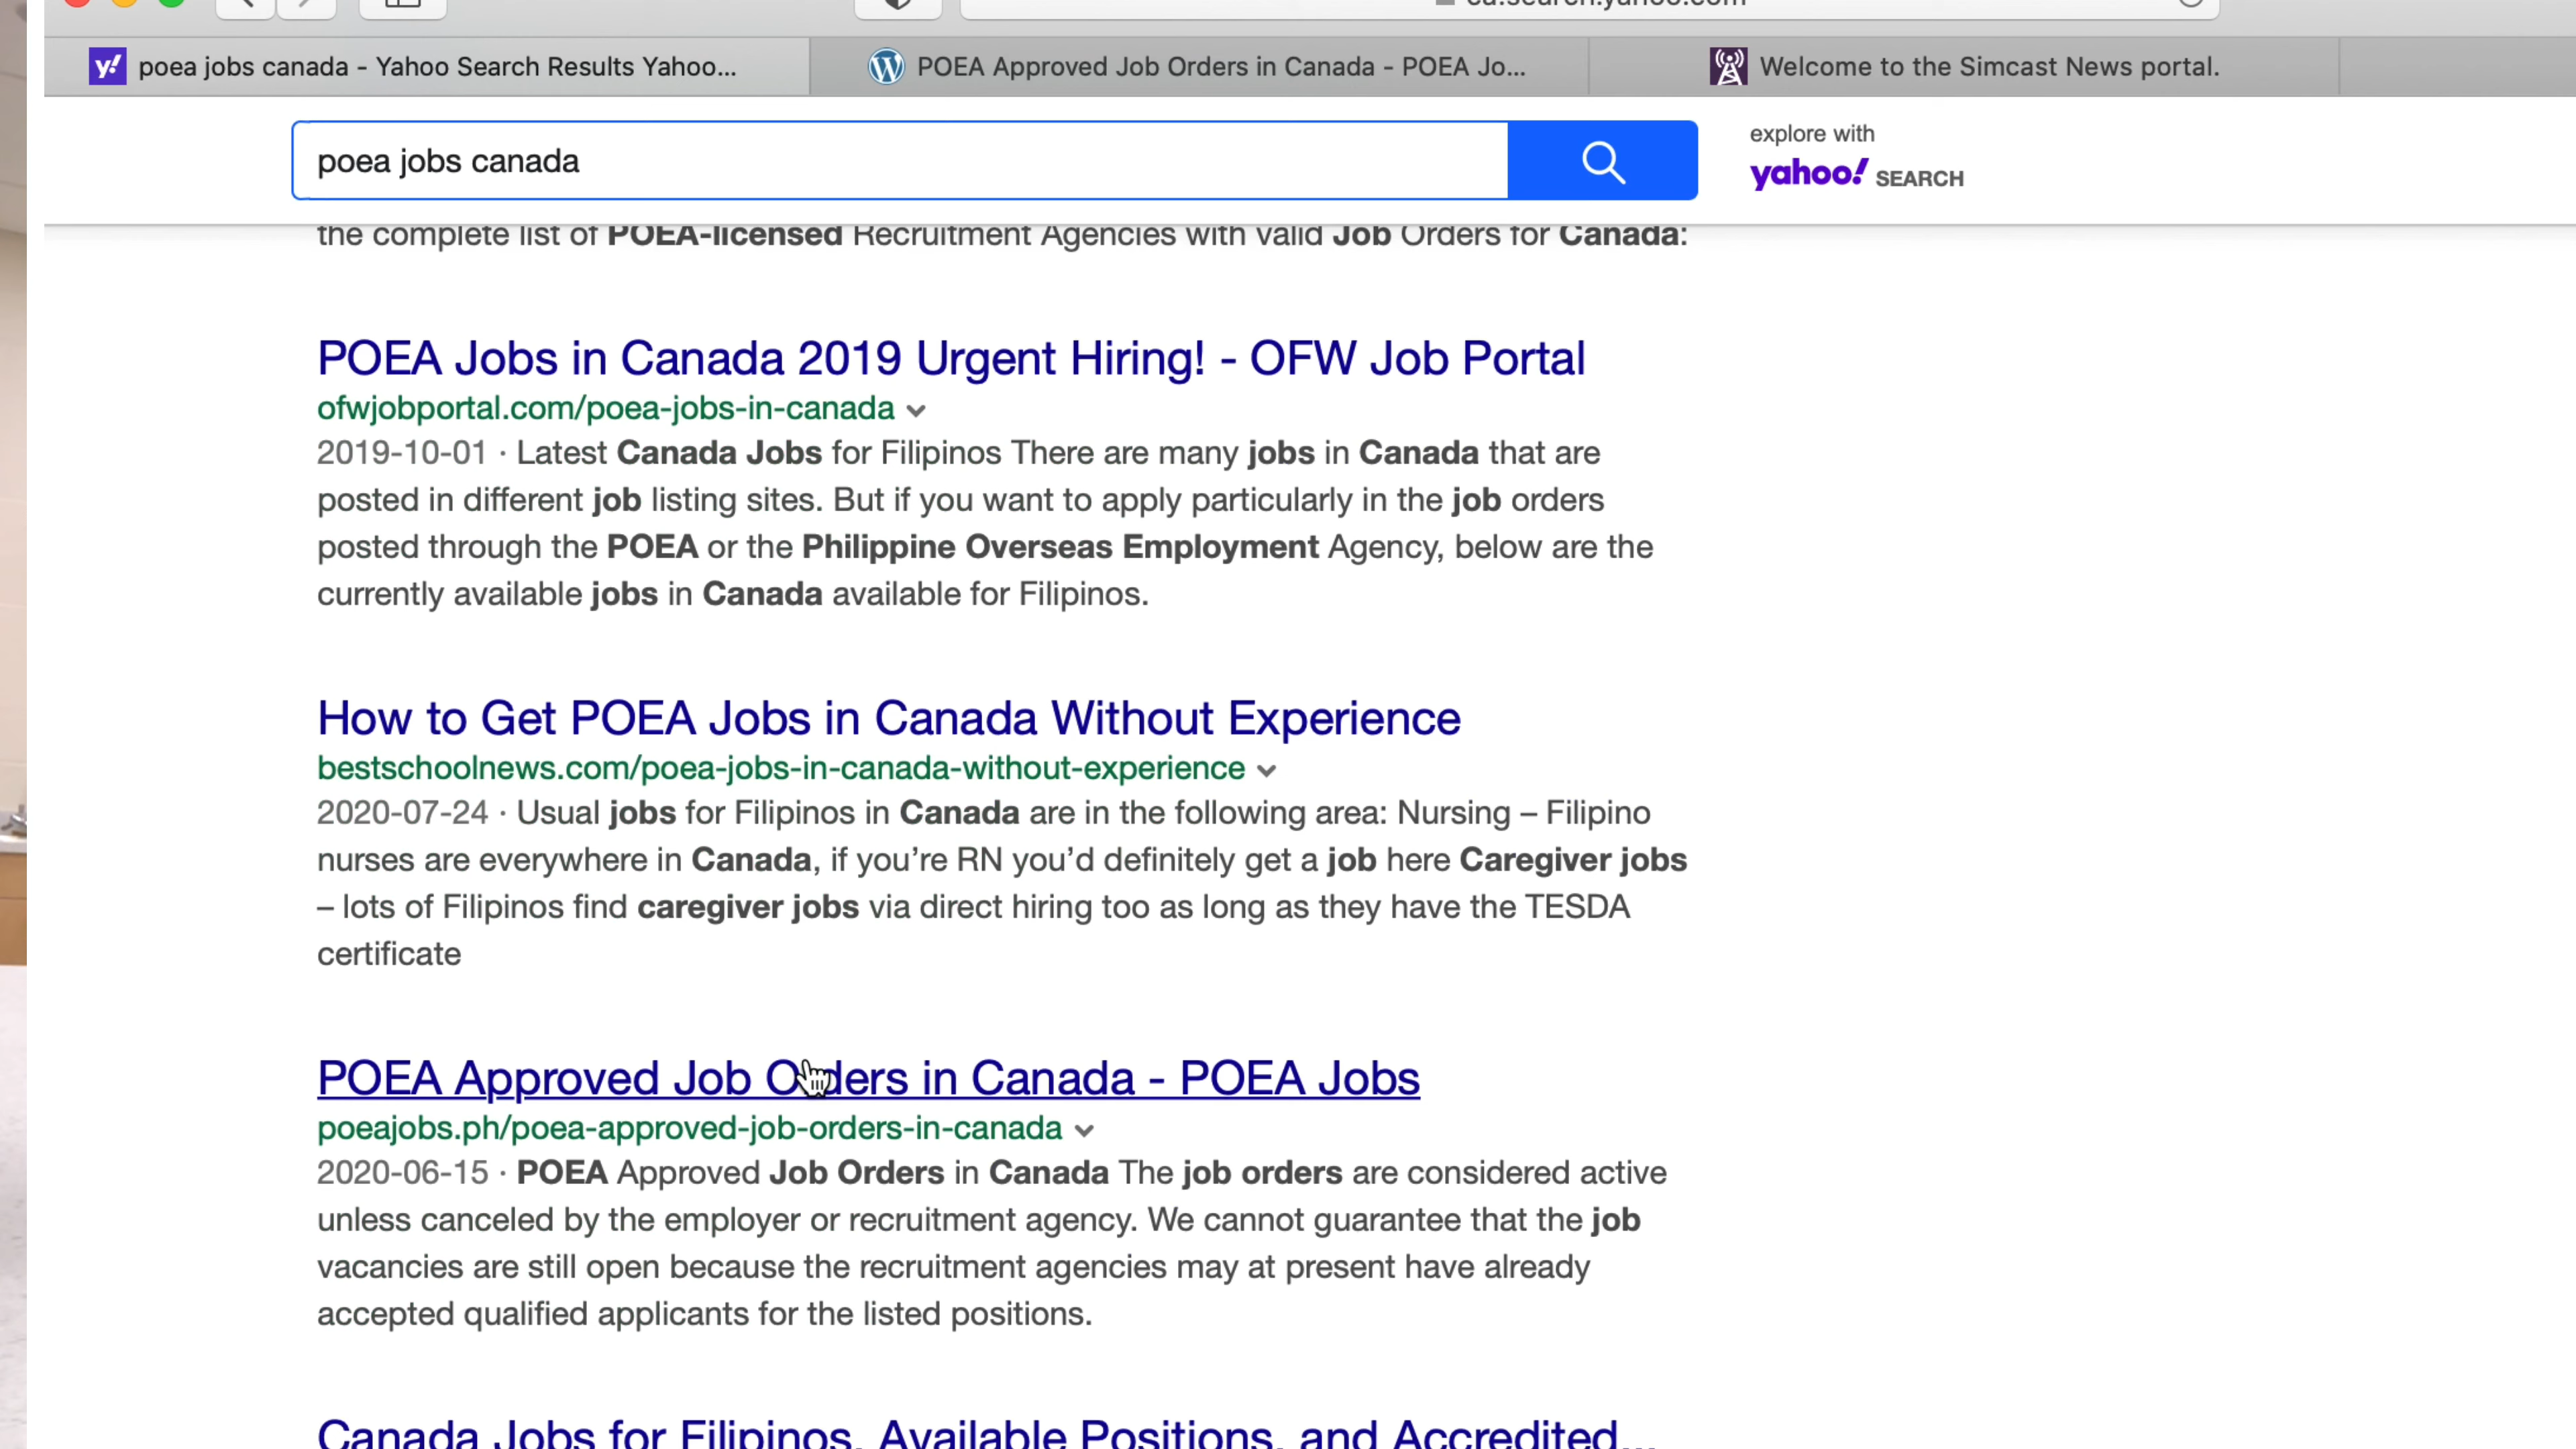 ca.search.yahoo.com
poea jobs canada - Yahoo Search Results Yahoo...
POEA Approved Job Orders in Canada - POEA Jo...
Welcome to the Simcast News portal.
poea jobs canada
explore with
yahoo! SEARCH
the complete list of POEA-licensed Recruitment Agencies with valid Job Orders for Canada:
POEA Jobs in Canada 2019 Urgent Hiring! - OFW Job Portal
ofwjobportal.com/poea-jobs-in-canada
2019-10-01 · Latest Canada Jobs for Filipinos There are many jobs in Canada that are
posted in different job listing sites. But if you want to apply particularly in the job orders
posted through the POEA or the Philippine Overseas Employment Agency, below are the
currently available jobs in Canada available for Filipinos.
How to Get POEA Jobs in Canada Without Experience
bestschoolnews.com/poea-jobs-in-canada-without-experience
2020-07-24 · Usual jobs for Filipinos in Canada are in the following area: Nursing – Filipino
nurses are everywhere in Canada, if you’re RN you’d definitely get a job here Caregiver jobs
– lots of Filipinos find caregiver jobs via direct hiring too as long as they have the TESDA
certificate
POEA Approved Job Orders in Canada - POEA Jobs
poeajobs.ph/poea-approved-job-orders-in-canada
2020-06-15 · POEA Approved Job Orders in Canada The job orders are considered active
unless canceled by the employer or recruitment agency. We cannot guarantee that the job
vacancies are still open because the recruitment agencies may at present have already
accepted qualified applicants for the listed positions.
Canada Jobs for Filipinos, Available Positions, and Accredited...